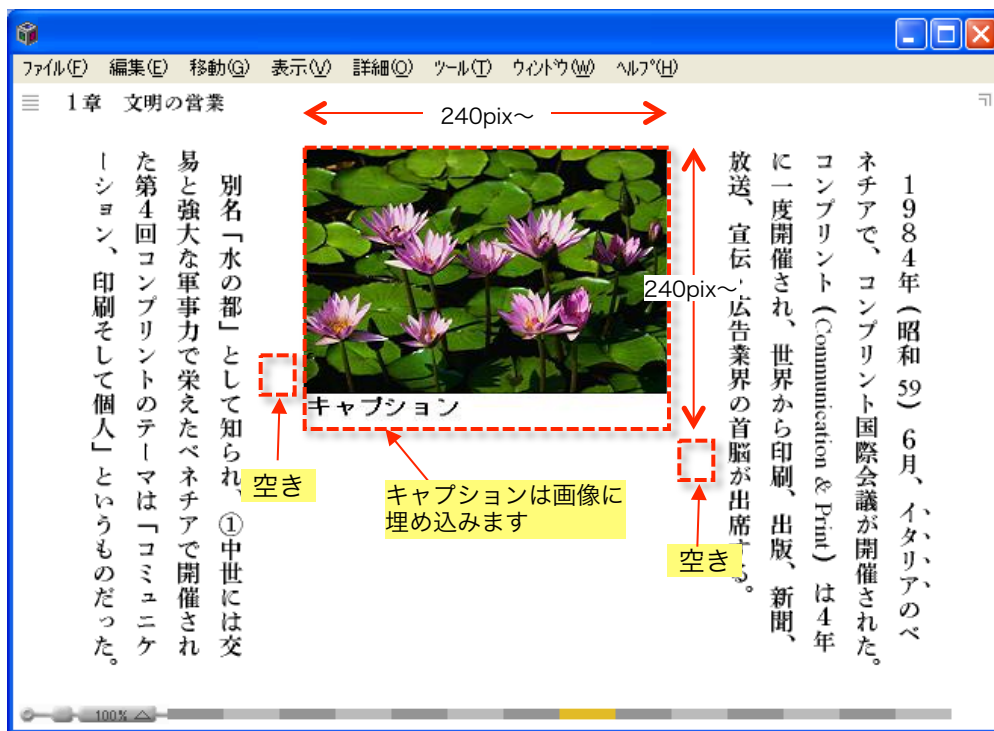 ファイル(F) 編集(E) 移動(G) 表示(V) 詳細(O) ツール(T) ウィンドウ(W) ヘルプ(H)
1章 文明の営業
240pix〜
240pix〜
1984年(昭和59)6月、イタリアのベ
ネチアで、コンプリント国際会議が開催された。
コンプリント(Communication & Print)は4年
に一度開催され、世界から印刷、出版、新聞、
放送、宣伝・広告業界の首脳が出席する。
キャプション
キャプションは画像に
埋め込みます
空き
空き
別名「水の都」として知られ、①中世には交
易と強大な軍事力で栄えたベネチアで開催され
た第4回コンプリントのテーマは「コミュニケ
ーション、印刷そして個人」というものだった。
100%